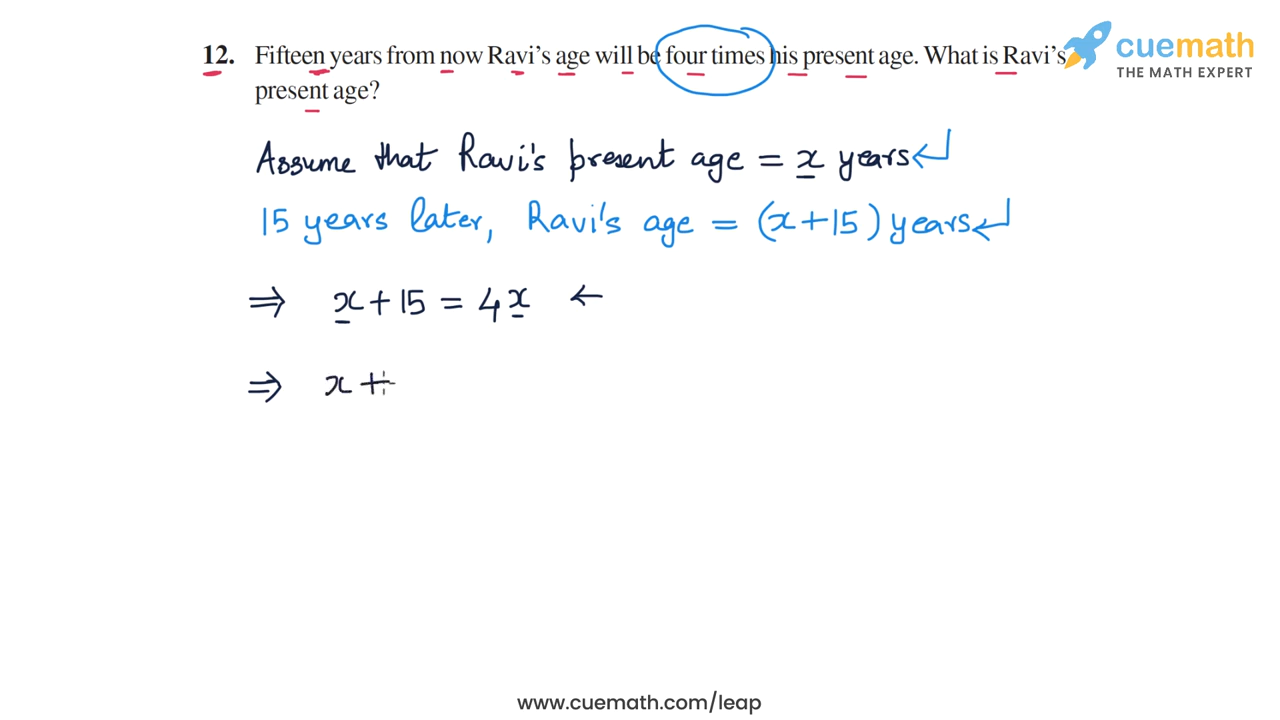 12. Fifteen years from now Ravi's age will be four times his present age. What is Ravi's
present age?
cuemath
THE MATH EXPERT
Assume that Ravi's present age = x years
15 years later, Ravi's age = (x+15) years
⇒ x + 15 = 4x ←
⇒ x +
www.cuemath.com/leap